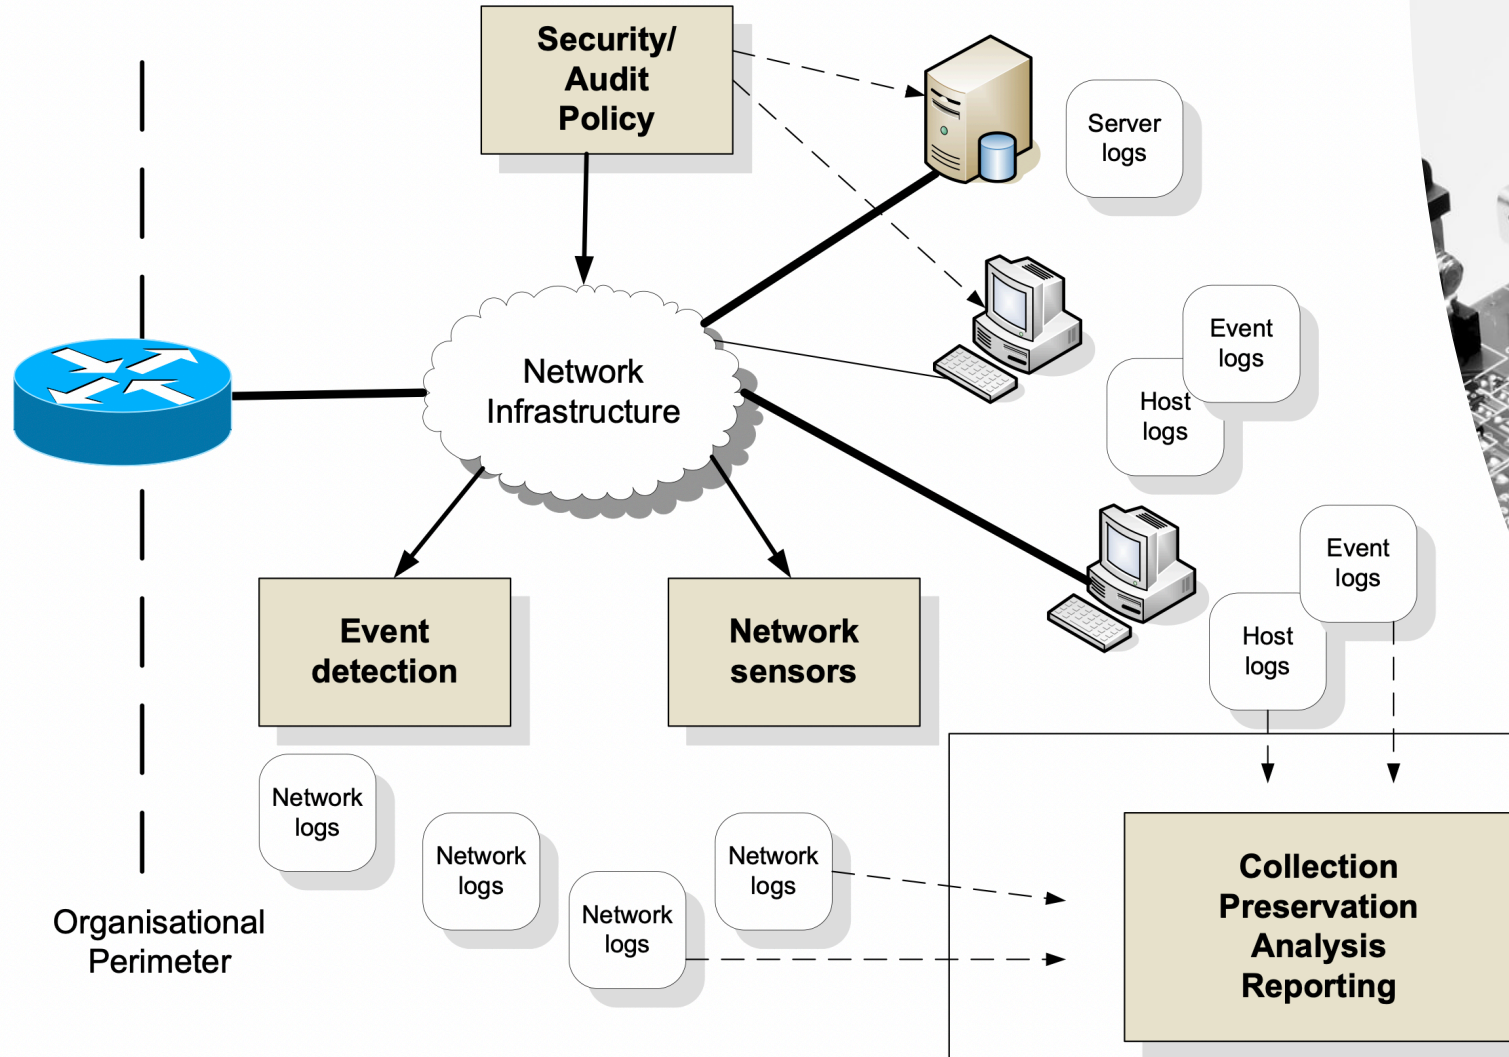 Security/
Audit
Policy
Server
logs
Network
Infrastructure
Event
logs
Host
logs
Event
logs
Host
logs
Event
detection
Network
sensors
Network
logs
Network
logs
Network
logs
Network
logs
Organisational
Perimeter
Collection
Preservation
Analysis
Reporting